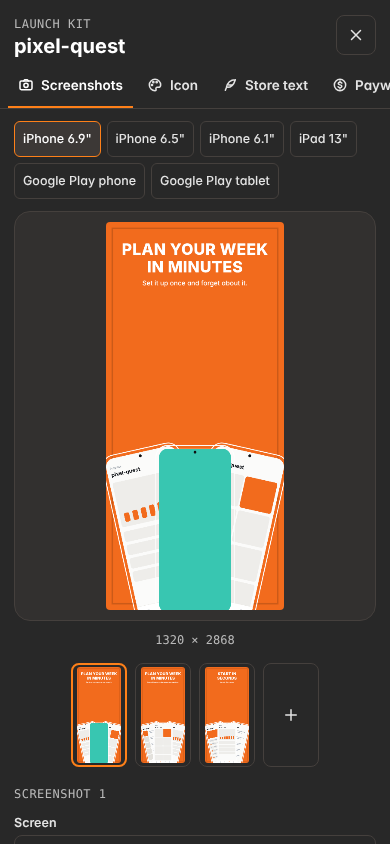 LAUNCH KIT
pixel-quest
Screenshots
Icon
Store text
Payw
iPhone 6.9"
iPhone 6.5"
iPhone 6.1"
iPad 13"
Google Play phone
Google Play tablet
PLAN YOUR WEEK
IN MINUTES
Set it up once and forget about it.
pixel-quest
quest
1320 × 2868
PLAN YOUR WEEK
IN MINUTES
PLAN YOUR WEEK
IN MINUTES
START IN
SECONDS
+
SCREENSHOT 1
Screen